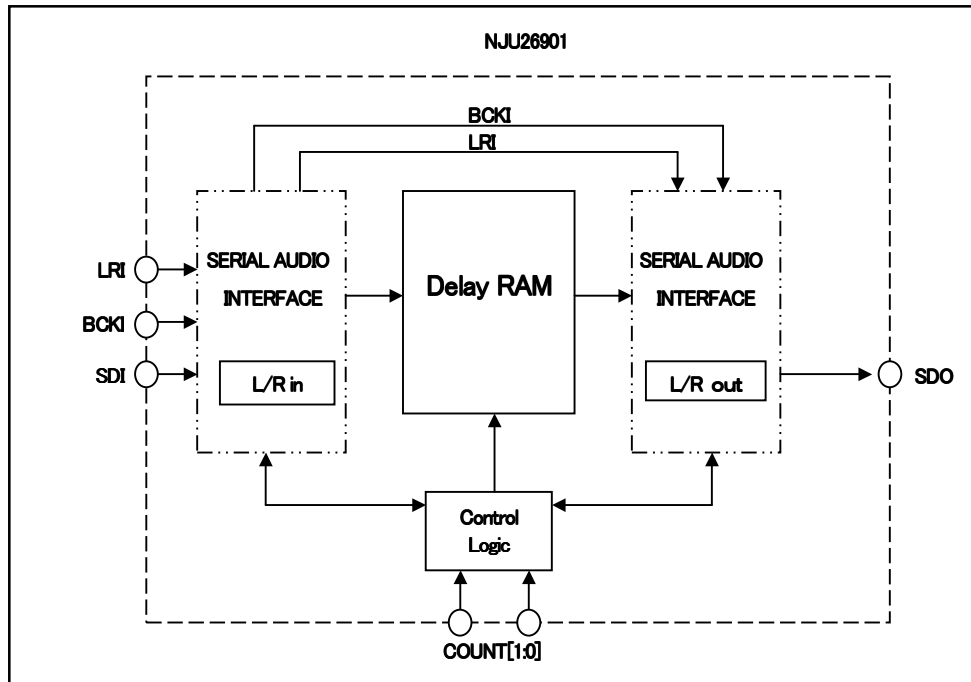 NJU26901
BCKI
LRI
SERIAL AUDIO
INTERFACE
L/R in
Delay RAM
SERIAL AUDIO
INTERFACE
L/R out
LRI
BCKI
SDI
SDO
Control
Logic
COUNT[1:0]